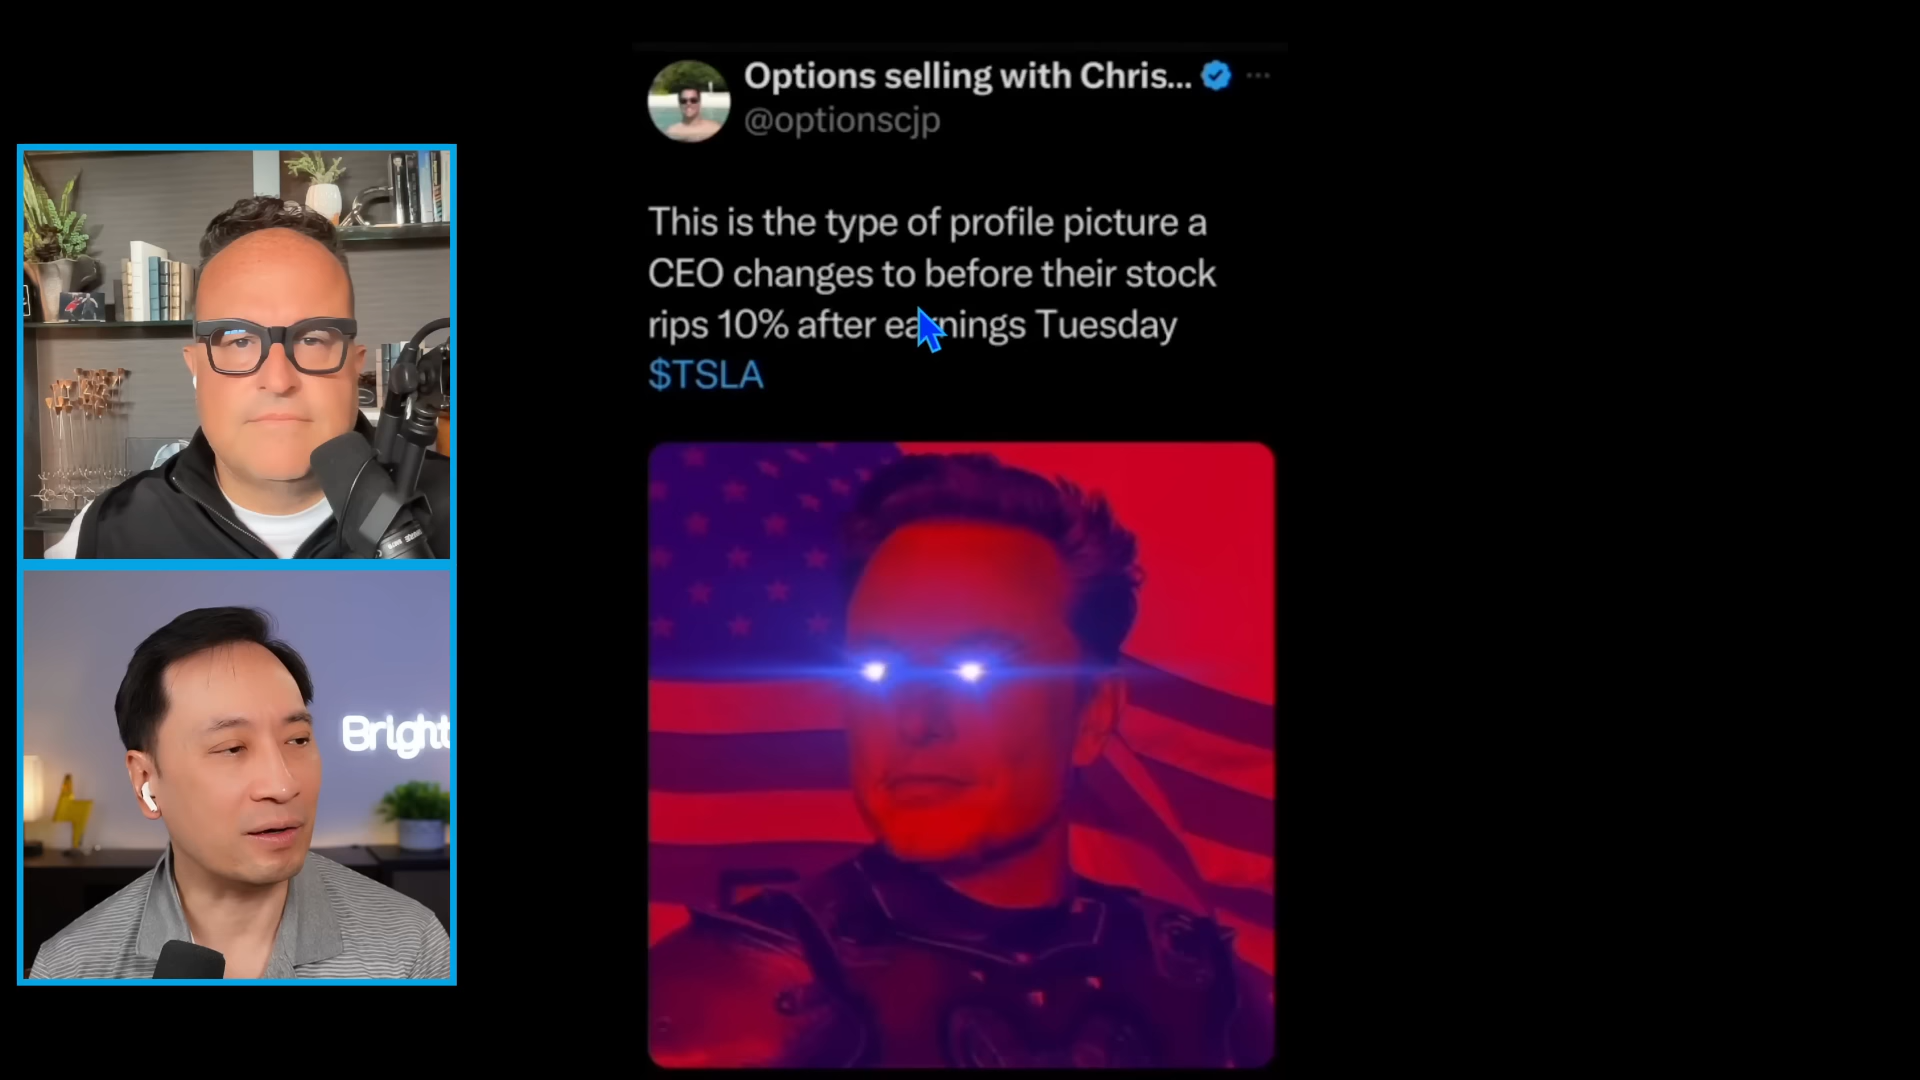 Options selling with Chris...
@optionscjp
This is the type of profile picture a
CEO changes to before their stock
rips 10% after earnings Tuesday
$TSLA
Bright